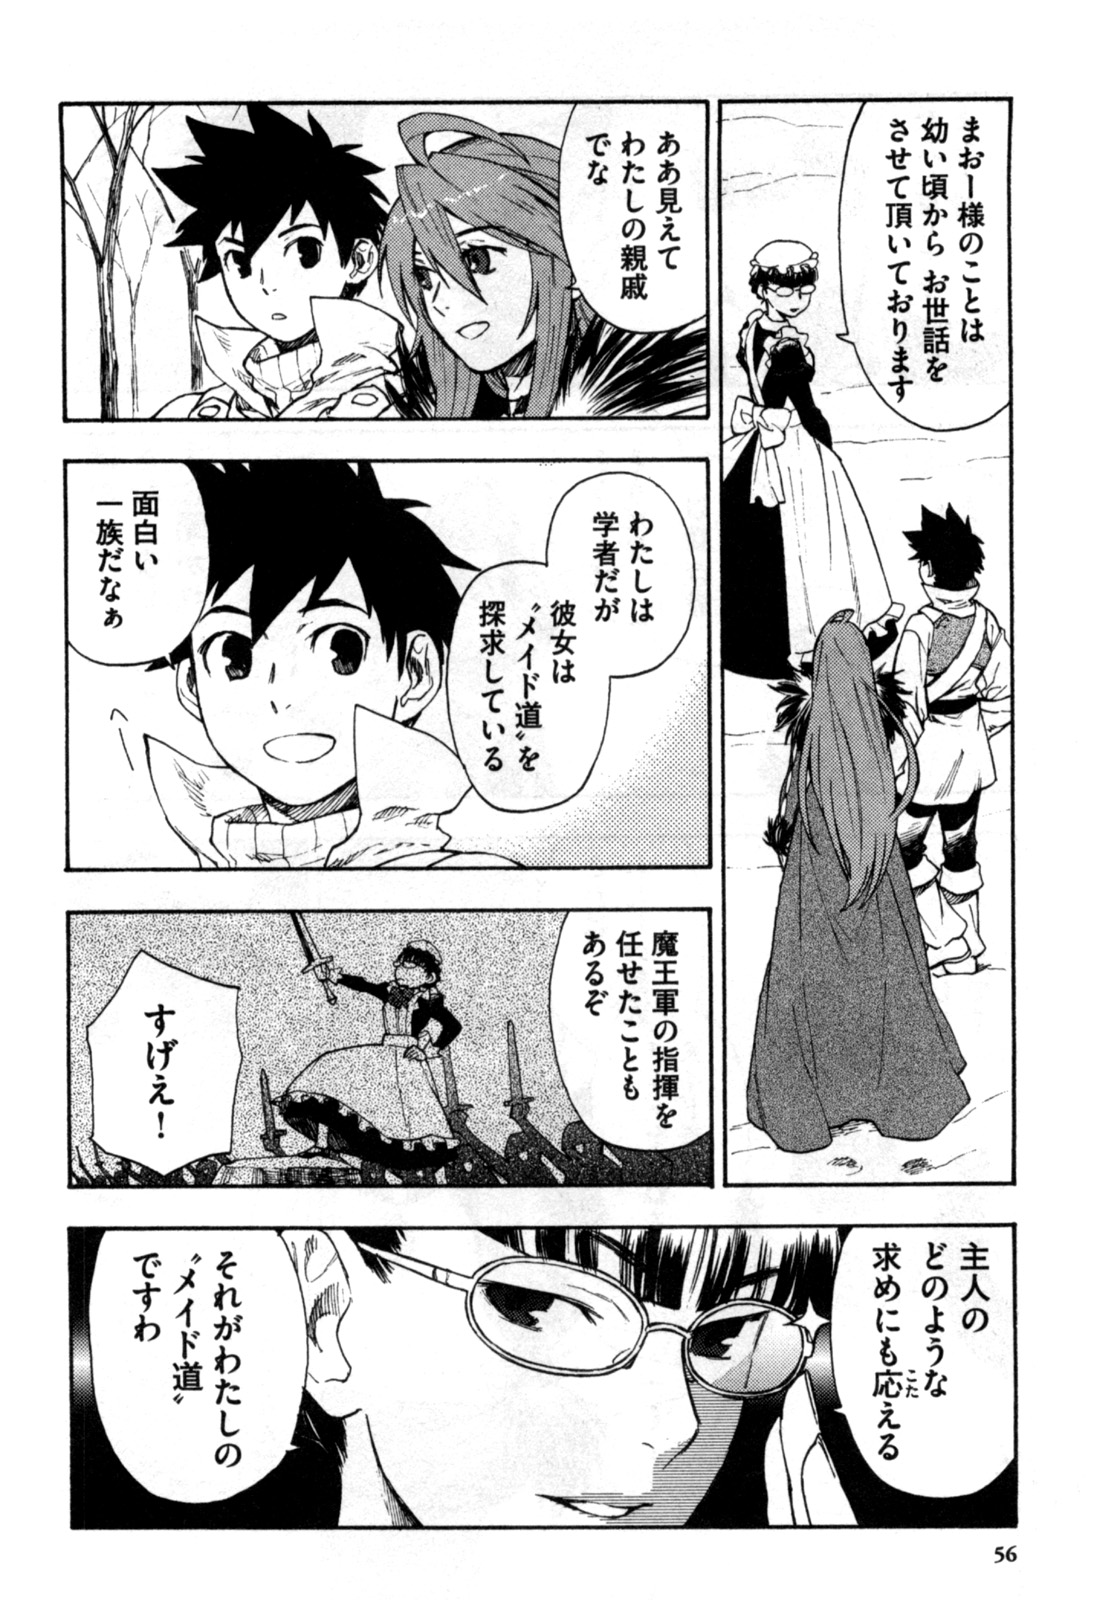 まおー様のことは
幼い頃からお世話を
させて頂いております
ああ見えて
わたしの親戚
でな
わたしは
学者だが
彼女は
〝メイド道〟を
探求している
面白い
一族だなぁ
魔王軍の指揮を
任せたことも
あるぞ
すげえ！
主人の
どのような
求めにも応える
こた
それがわたしの
〝メイド道〟
ですわ
56